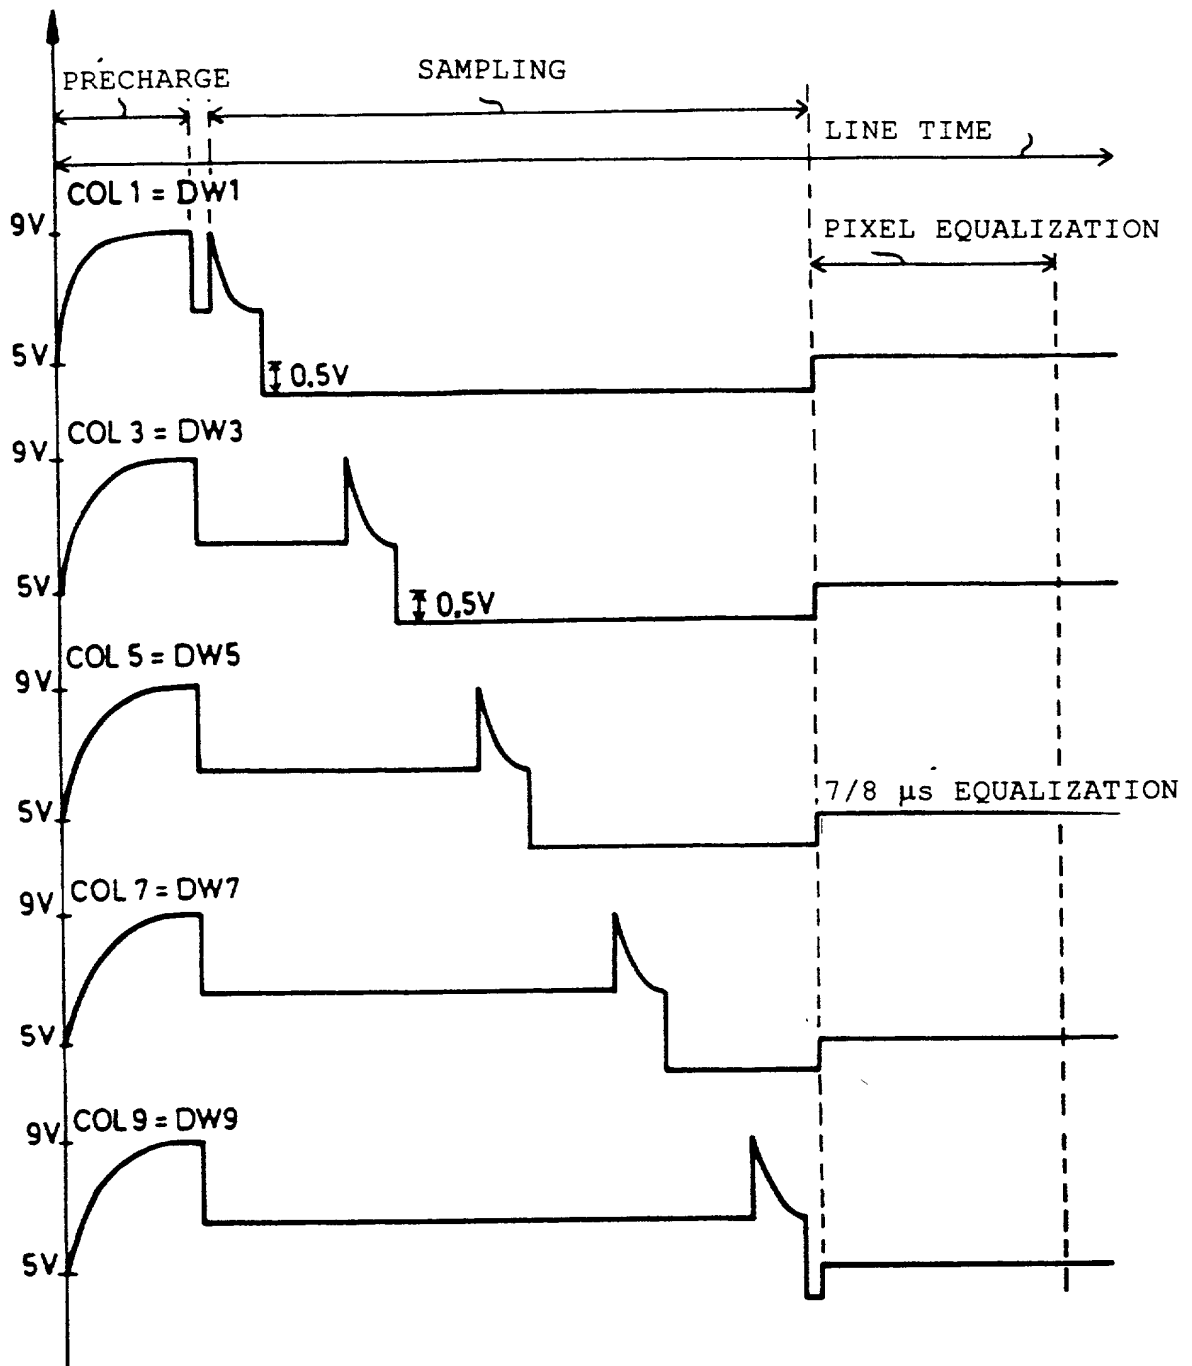 PRECHARGE
SAMPLING
LINE TIME
COL 1 = DW1
9V
PIXEL EQUALIZATION
5V
0.5V
COL 3 = DW3
9V
5V
0.5V
COL 5 = DW5
9V
7/8 µs EQUALIZATION
5V
COL 7 = DW7
9V
5V
COL 9 = DW9
9V
5V